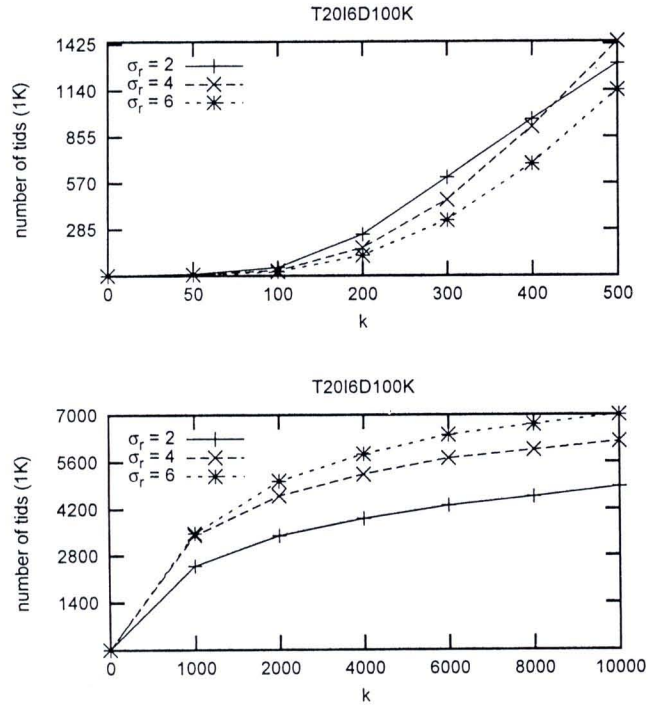 T20I6D100K
number of tids (1K)
1425
1140
855
570
285
σr = 2
σr = 4
σr = 6
0 50 100 200 300 400 500
k
T20I6D100K
number of tids (1K)
7000
5600
4200
2800
1400
σr = 2
σr = 4
σr = 6
0 1000 2000 4000 6000 8000 10000
k